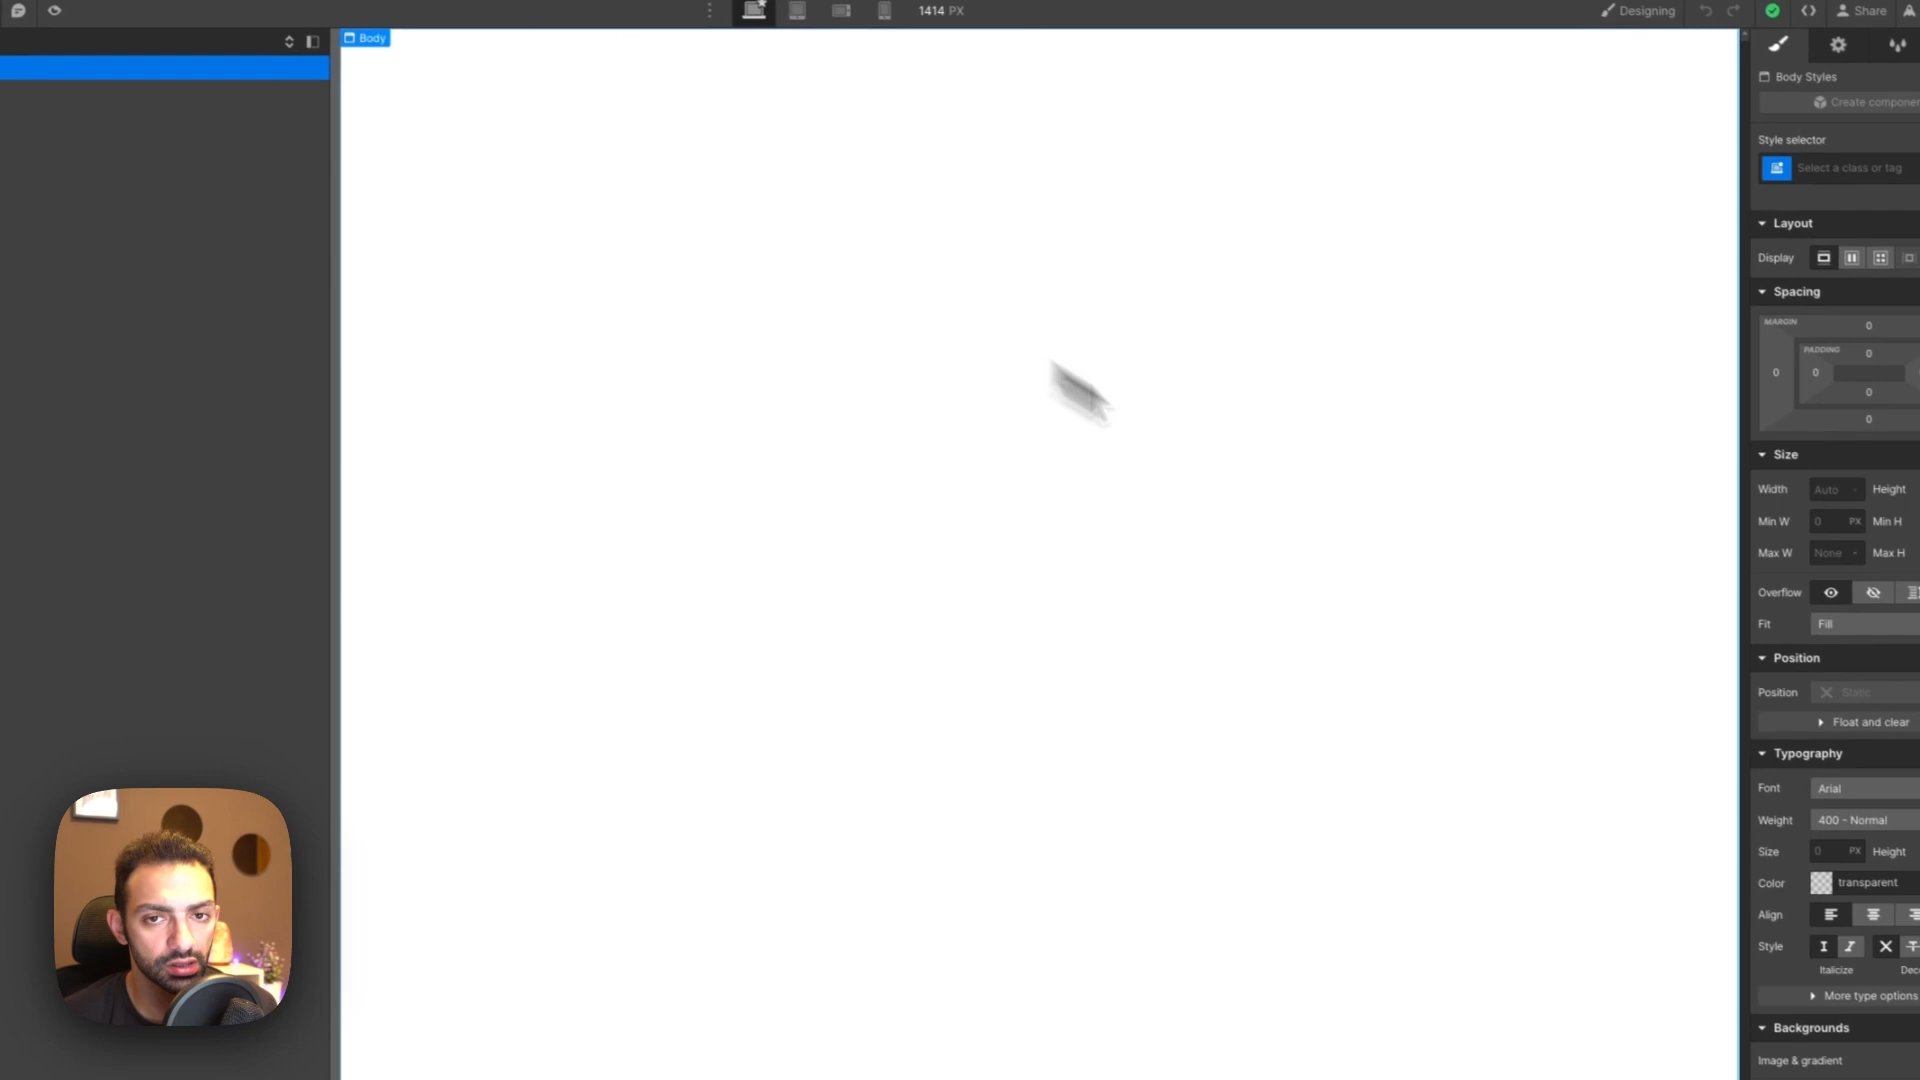 1414 PX
Designing
Share
Body
Body Styles
Style selector
Select a class or tag
Layout
Display
Spacing
MARGIN
0
PADDING
0
0
0
0
0
Size
Width Auto - Height
Min W 0 PX Min H
Max W None - Max H
Overflow
Fit Fill
Position
Position Static
Float and clear
Typography
Font Arial
Weight 400 - Normal
Size 0 PX Height
Color transparent
Align
Style
Italicize
More type options
Backgrounds
Image & gradient